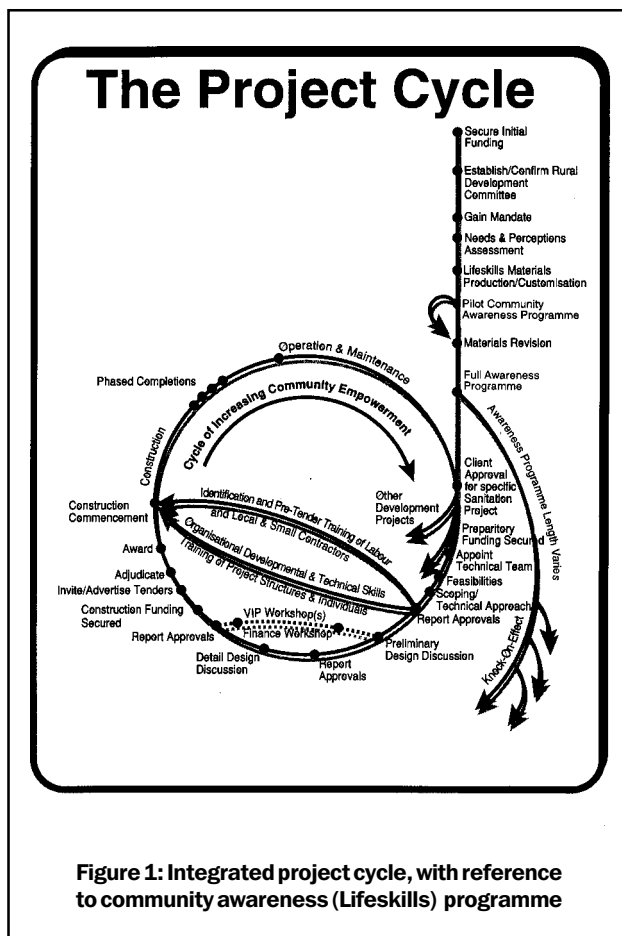 The Project Cycle
Secure Initial
Funding
Establish/Confirm Rural
Development
Committee
Gain Mandate
Needs & Perceptions
Assessment
Lifeskills Materials
Production/Customisation
Pilot Community
Awareness Programme
Materials Revision
Full Awareness
Programme
Awareness Programme Length Varies
Knock-On-Effect
Client
Approval
for specific
Sanitation
Project
Preparitory
Funding Secured
Appoint
Technical Team
Feasibilities
Scoping/
Technical Approach
Report Approvals
Other
Development
Projects
Operation & Maintenance
Phased Completions
Cycle of Increasing Community Empowerment
Construction
Identification and Pre-Tender Training of Labour
and Local & Small Contractors
Organisational Developmental & Technical Skills
Training of Project Structures & Individuals
Construction
Commencement
Award
Adjudicate
Invite/Advertise Tenders
Construction Funding
Secured
Report Approvals
VIP Workshop(s)
Finance Workshop
Preliminary
Design Discussion
Detail Design
Discussion
Report
Approvals
Figure 1: Integrated project cycle, with reference
to community awareness (Lifeskills) programme